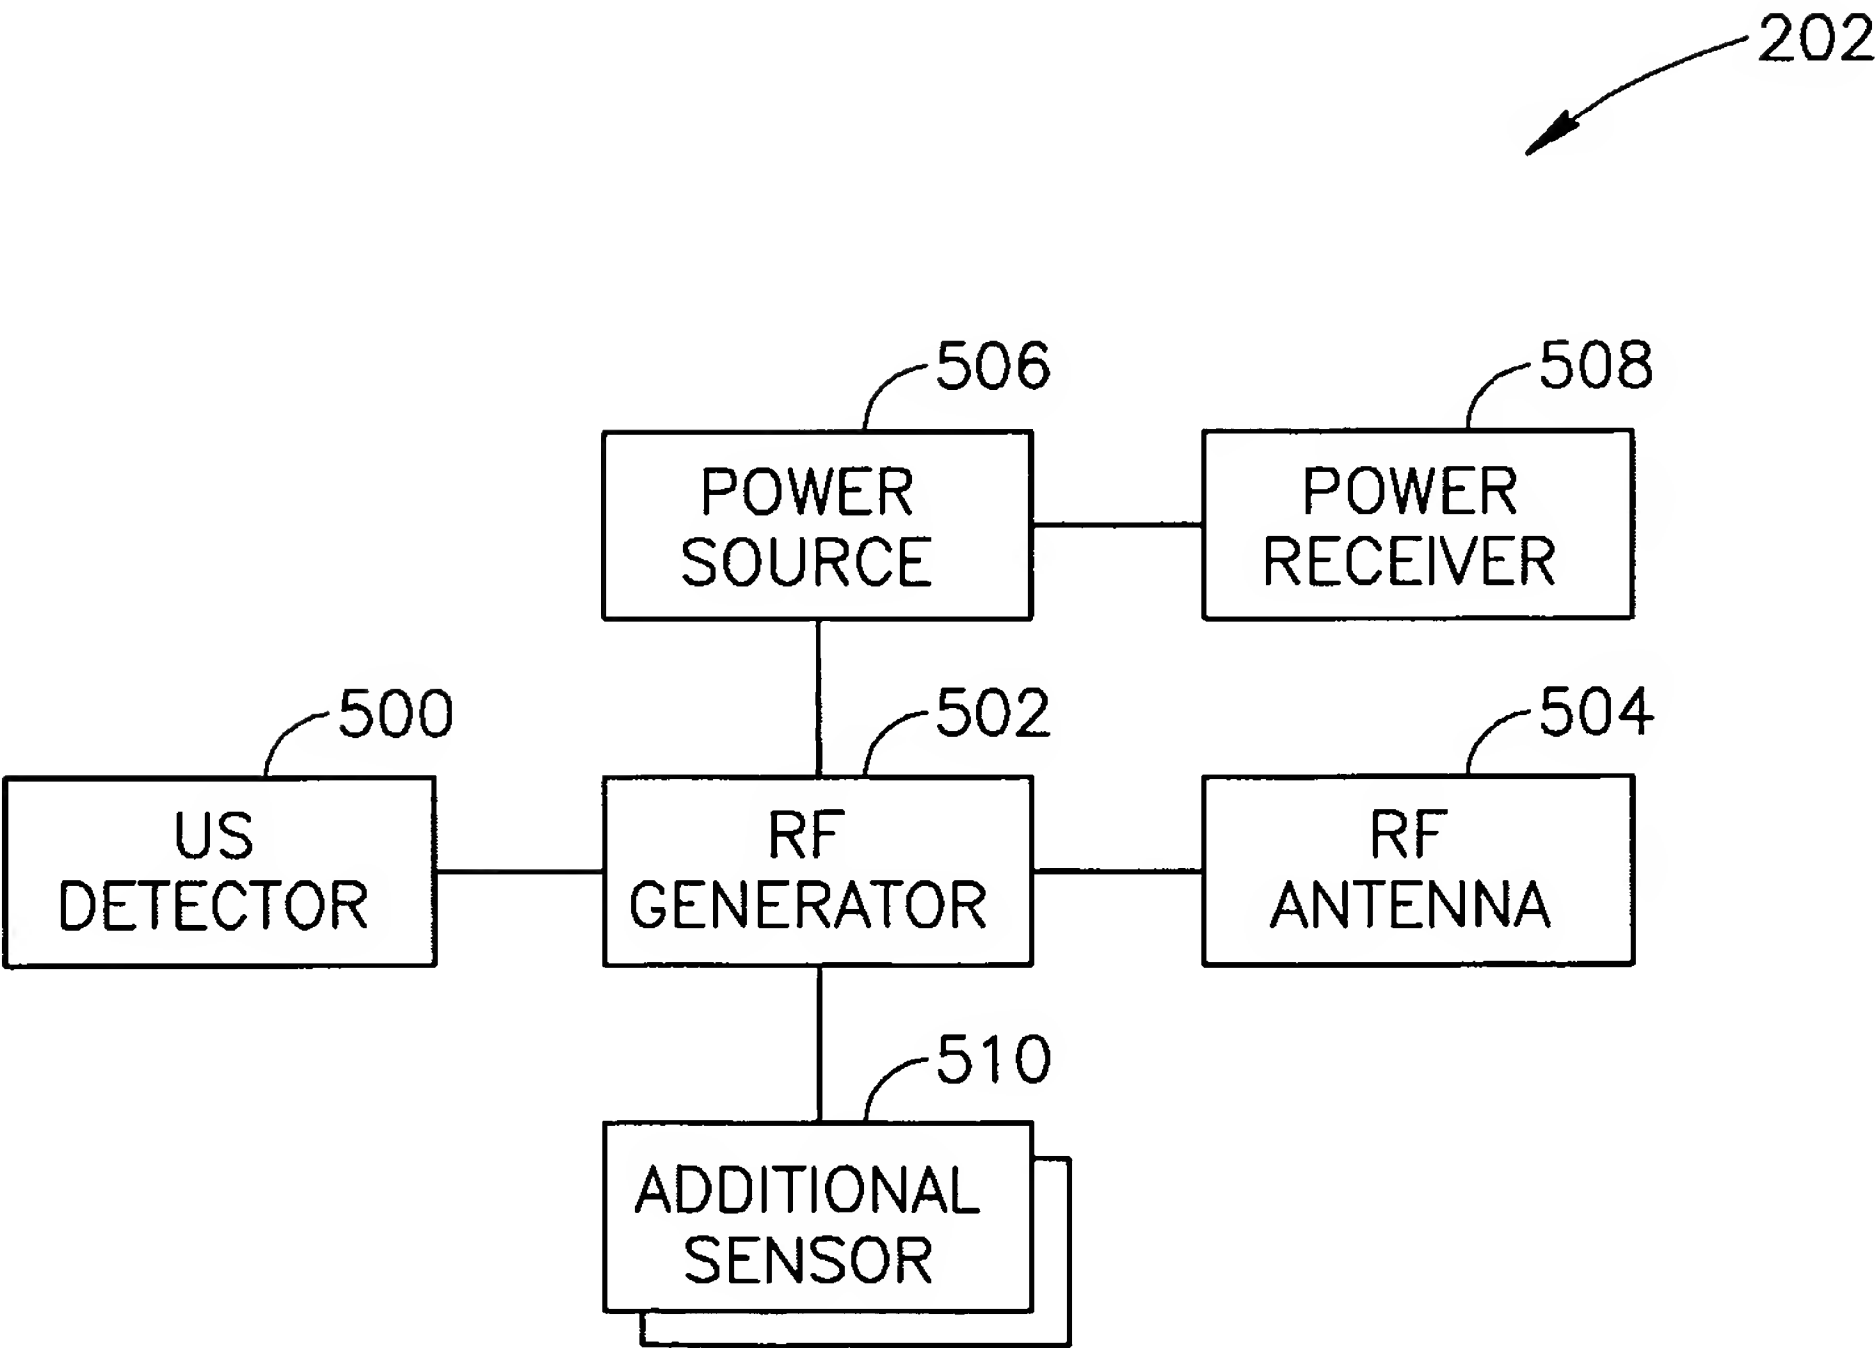 202
506
508
POWER
SOURCE
POWER
RECEIVER
500
502
504
US
DETECTOR
RF
GENERATOR
RF
ANTENNA
510
ADDITIONAL
SENSOR